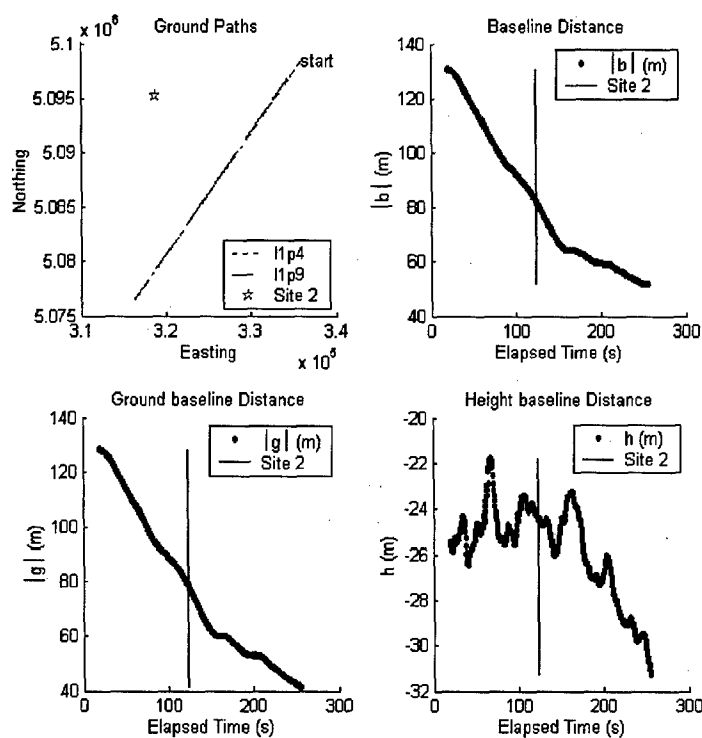 Ground Paths
x 10^6
5.1
5.095
5.09
5.085
5.08
5.075
Northing
start
l1p4
l1p9
Site 2
3.1
3.2
3.3
3.4
Easting
x 10^5
Baseline Distance
140
120
100
80
60
40
|b| (m)
|b| (m)
Site 2
0
100
200
300
Elapsed Time (s)
Ground baseline Distance
140
120
100
80
60
40
|g| (m)
|g| (m)
Site 2
0
100
200
300
Elapsed Time (s)
Height baseline Distance
-20
-22
-24
-26
-28
-30
-32
h (m)
h (m)
Site 2
0
100
200
300
Elapsed Time (s)